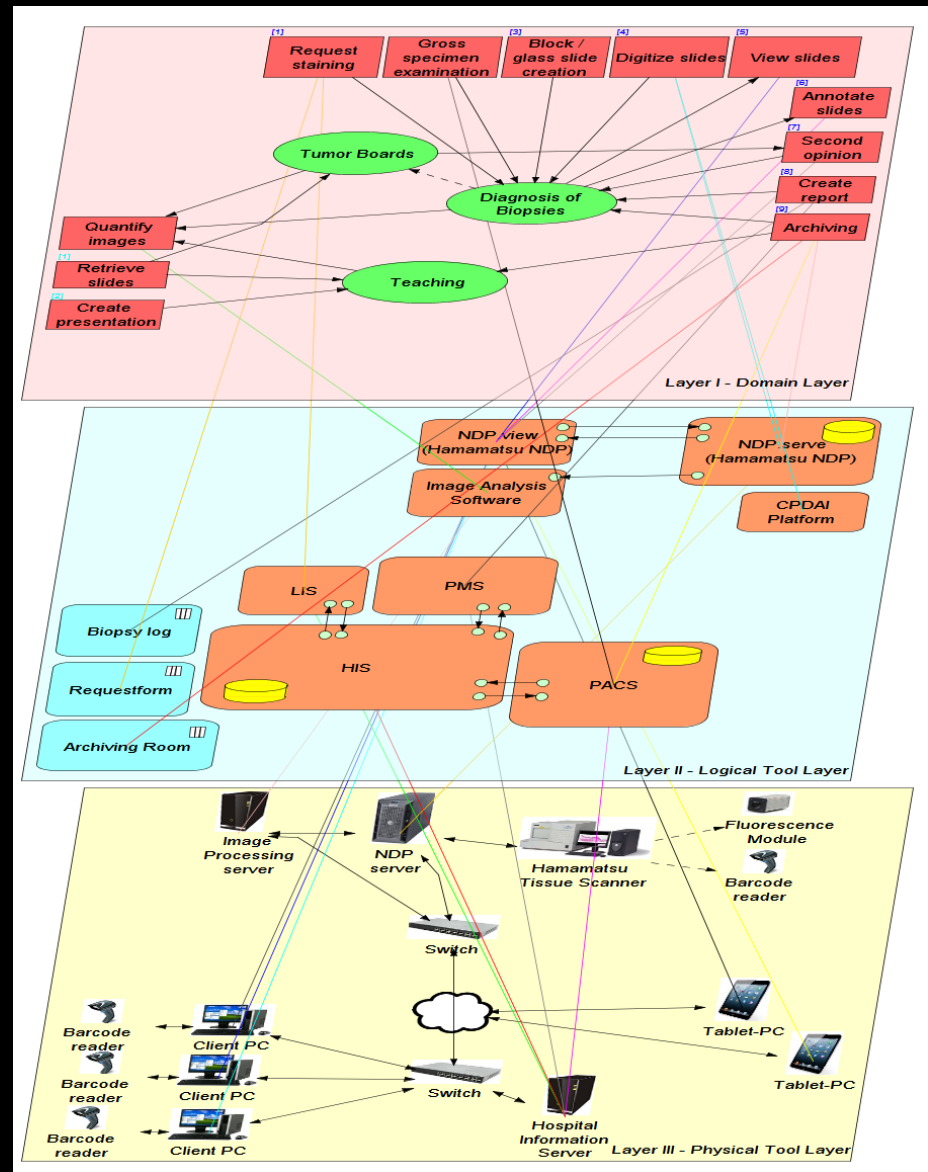 [1]
[3]
[4]
[5]
Request
staining
Gross
specimen
examination
Block /
glass slide
creation
Digitize slides
View slides
[6]
Annotate
slides
[7]
Second
opinion
[8]
Create
report
[9]
Archiving
Tumor Boards
Diagnosis of
Biopsies
Quantify
images
[1]
Retrieve
slides
[2]
Create
presentation
Teaching
Layer I - Domain Layer
NDP.view
(Hamamatsu NDP)
NDP.serve
(Hamamatsu NDP)
Image Analysis
Software
CPDAI
Platform
LIS
PMS
Biopsy log
HIS
Requestform
PACS
Archiving Room
Layer II - Logical Tool Layer
Image
Processing
server
NDP
server
Hamamatsu
Tissue Scanner
Fluorescence
Module
Barcode
reader
Switch
Barcode
reader
Client PC
Tablet-PC
Barcode
reader
Client PC
Switch
Tablet-PC
Barcode
reader
Client PC
Hospital
Information
Server
Layer III - Physical Tool Layer